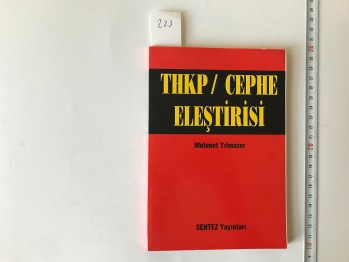 223
THKP / CEPHE
ELEŞTİRİSİ
Mehmet Yılmazer
SENTEZ Yayınları